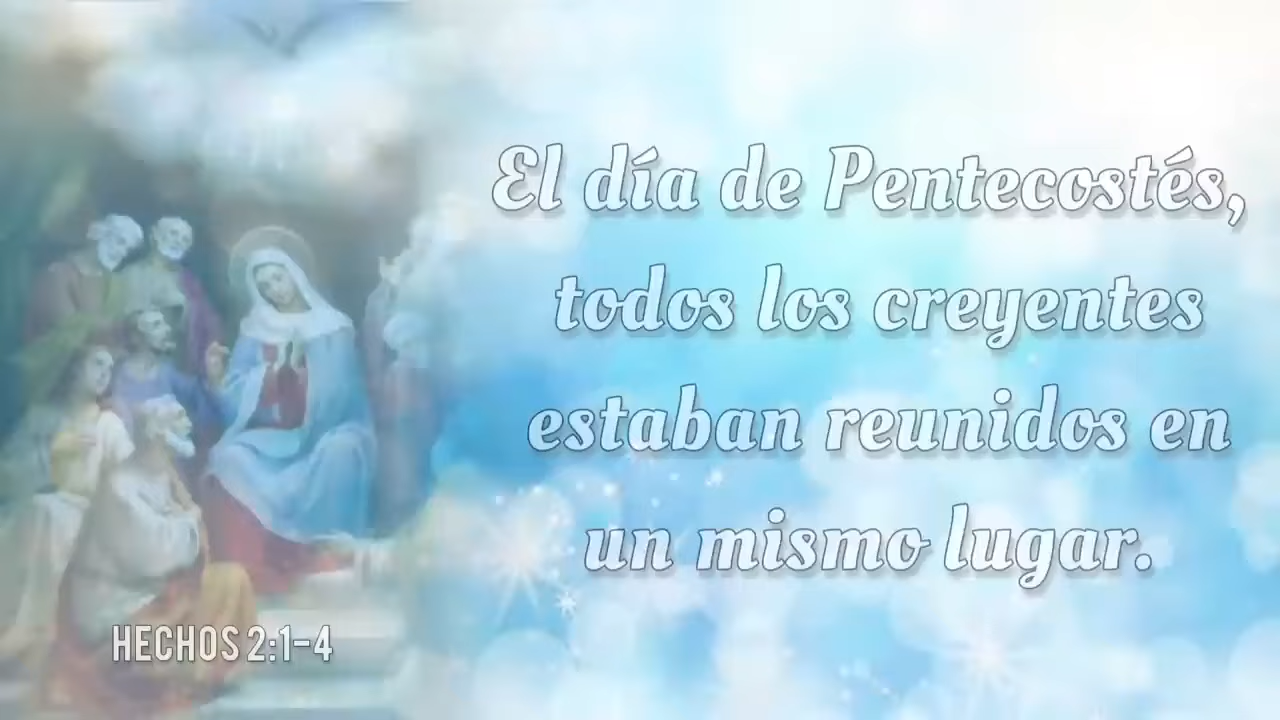 El día de Pentecostés,
todos los creyentes
estaban reunidos en
un mismo lugar.
HECHOS 2:1-4